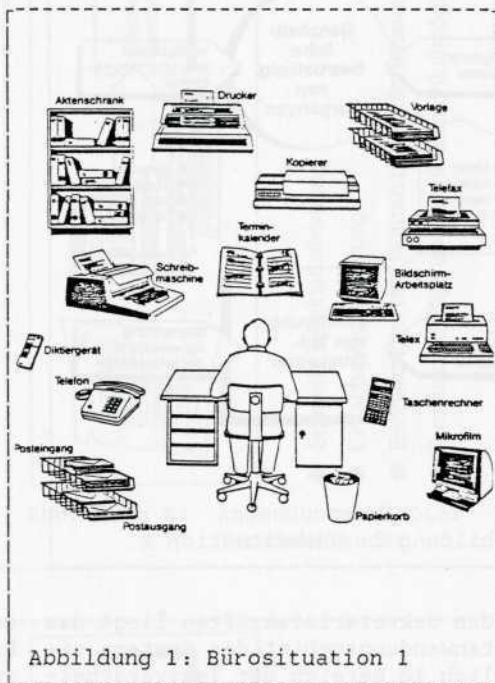 Aktenschrank
Drucker
Vorlage
Kopierer
Telefax
Termin-
kalender
Schreib-
maschine
Bildschirm-
Arbeitsplatz
Telex
Diktiergerät
Telefon
Taschenrechner
Posteingang
Mikrofilm
Postausgang
Papierkorb
Abbildung 1: Bürosituation 1